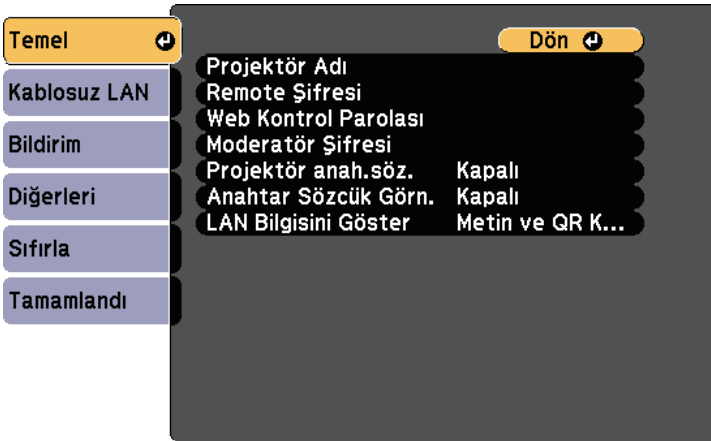 Temel
Kablosuz LAN
Bildirim
Diğerleri
Sıfırla
Tamamlandı
Dön
Projektör Adı
Remote Şifresi
Web Kontrol Parolası
Moderatör Şifresi
Projektör anah.söz. Kapalı
Anahtar Sözcük Görn. Kapalı
LAN Bilgisini Göster Metin ve QR K...